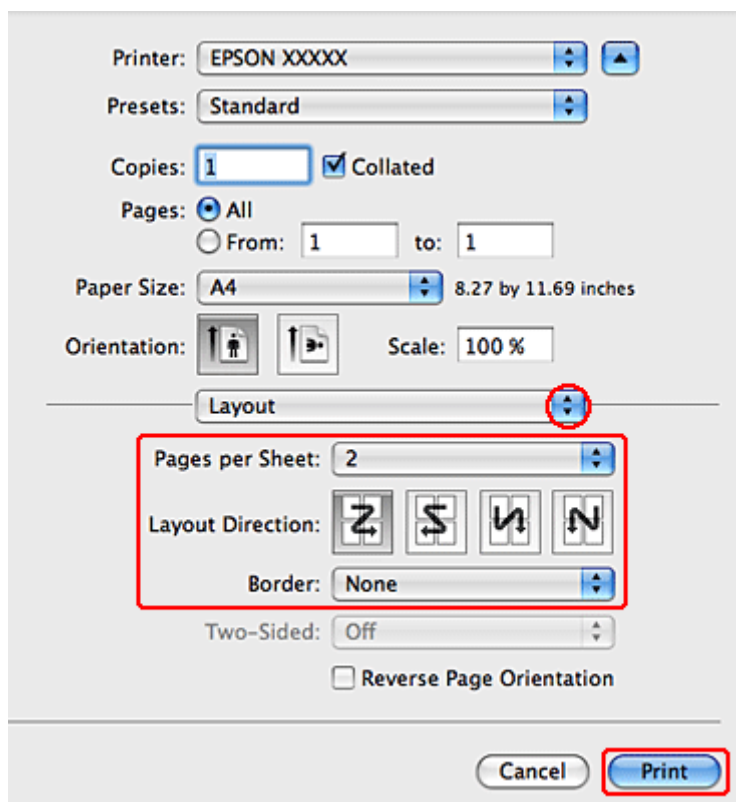 Printer: EPSON XXXXX
Presets: Standard
Copies: 1 Collated
Pages: All
From: 1 to: 1
Paper Size: A4 8.27 by 11.69 inches
Orientation: Scale: 100 %
Layout
Pages per Sheet: 2
Layout Direction:
Border: None
Two-Sided: Off
Reverse Page Orientation
Cancel Print